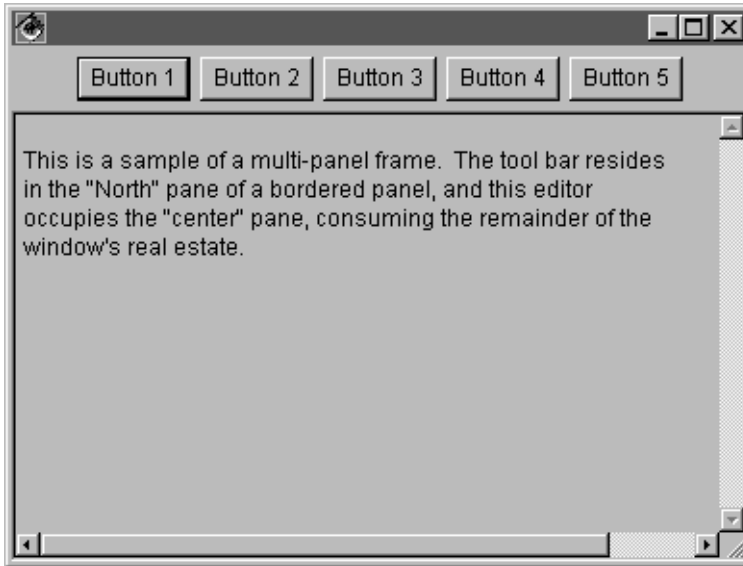 Button 1 Button 2 Button 3 Button 4 Button 5
This is a sample of a multi-panel frame.  The tool bar resides
in the "North" pane of a bordered panel, and this editor
occupies the "center" pane, consuming the remainder of the
window's real estate.